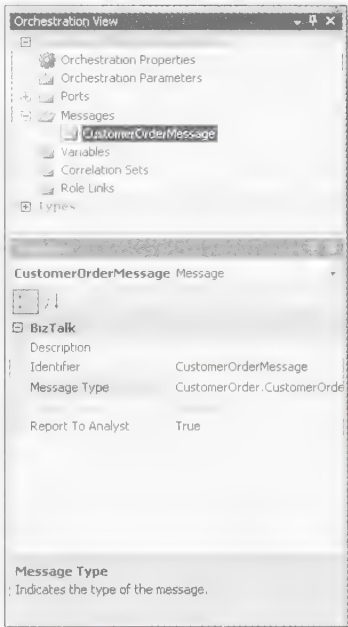 Orchestration View
Orchestration Properties
Orchestration Parameters
Ports
Messages
CustomerOrderMessage
Variables
Correlation Sets
Role Links
Types
CustomerOrderMessage Message
BizTalk
Description
Identifier CustomerOrderMessage
Message Type CustomerOrder.CustomerOrde
Report To Analyst True
Message Type
Indicates the type of the message.